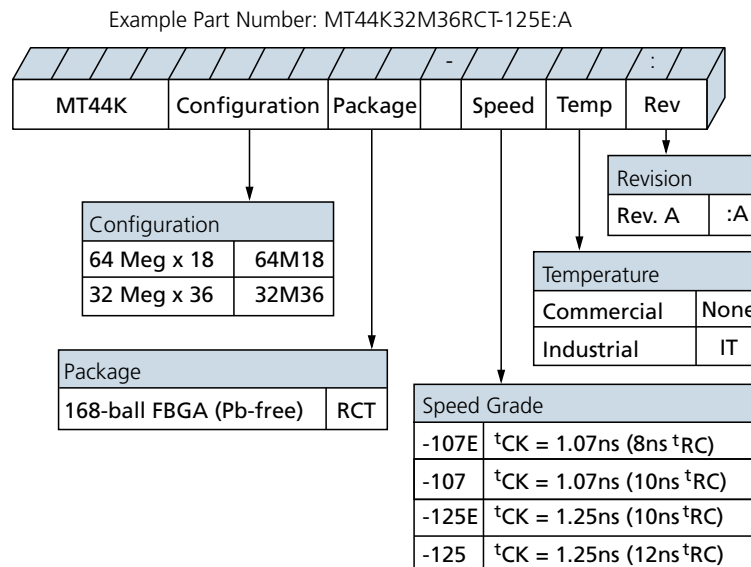 Example Part Number: MT44K32M36RCT-125E:A
- :
MT44K Configuration Package Speed Temp Rev
Revision
Rev. A :A
Configuration
64 Meg x 18 64M18
32 Meg x 36 32M36
Temperature
Commercial None
Industrial IT
Package
168-ball FBGA (Pb-free) RCT
Speed Grade
-107E tCK = 1.07ns (8ns tRC)
-107 tCK = 1.07ns (10ns tRC)
-125E tCK = 1.25ns (10ns tRC)
-125 tCK = 1.25ns (12ns tRC)